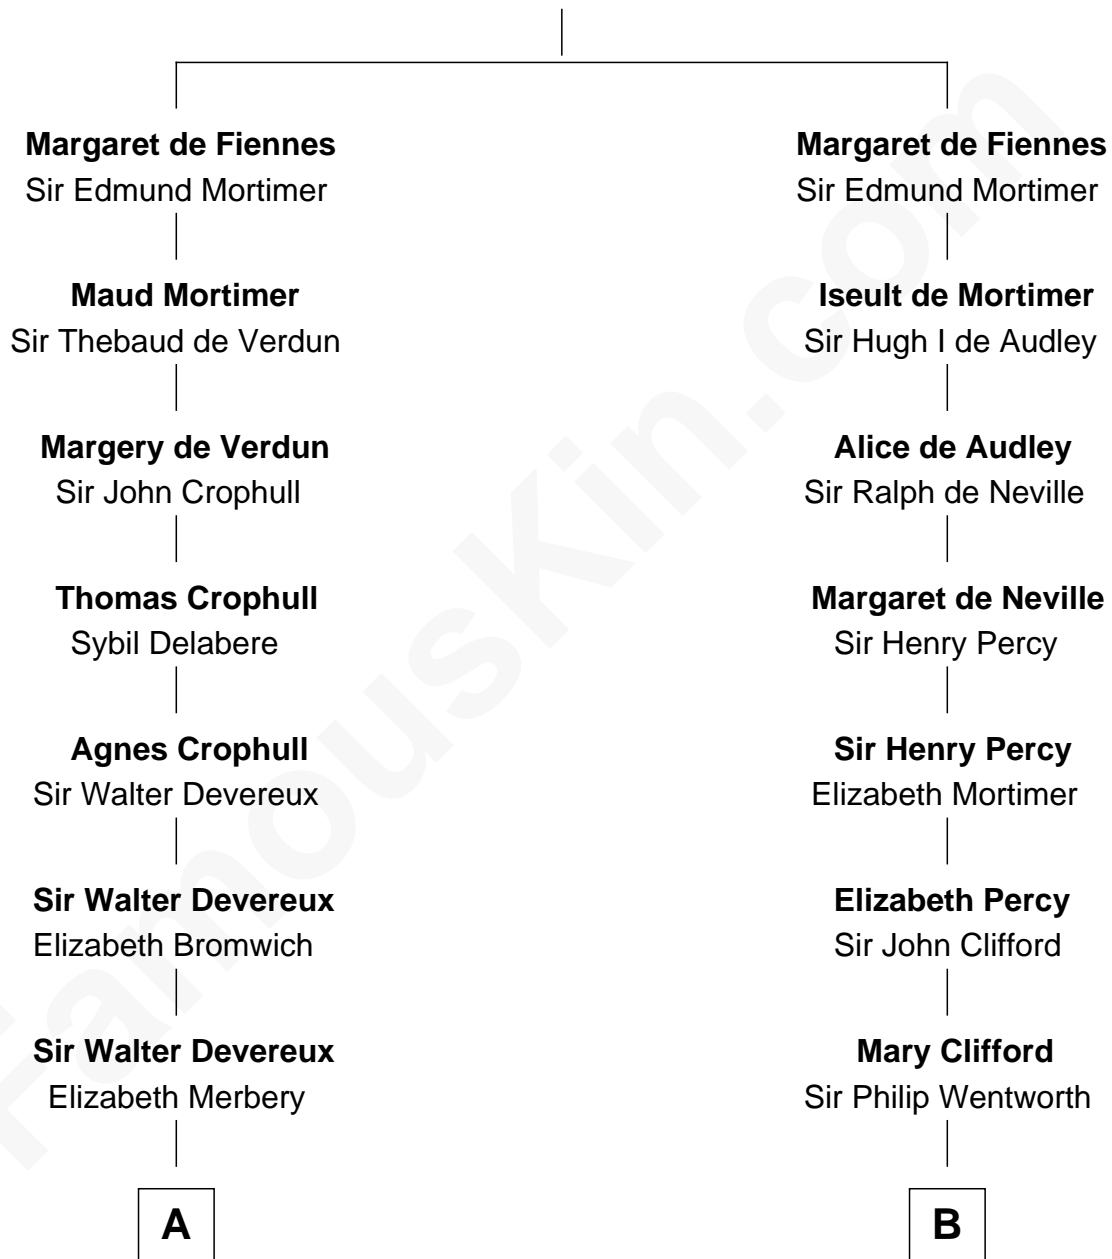 Margaret de Fiennes
Sir Edmund Mortimer
Maud Mortimer
Sir Thebaud de Verdun
Margery de Verdun
Sir John Crophull
Thomas Crophull
Sybil Delabere
Agnes Crophull
Sir Walter Devereux
Sir Walter Devereux
Elizabeth Bromwich
Sir Walter Devereux
Elizabeth Merbery
A
Margaret de Fiennes
Sir Edmund Mortimer
Iseult de Mortimer
Sir Hugh I de Audley
Alice de Audley
Sir Ralph de Neville
Margaret de Neville
Sir Henry Percy
Sir Henry Percy
Elizabeth Mortimer
Elizabeth Percy
Sir John Clifford
Mary Clifford
Sir Philip Wentworth
B
FamousKin.com